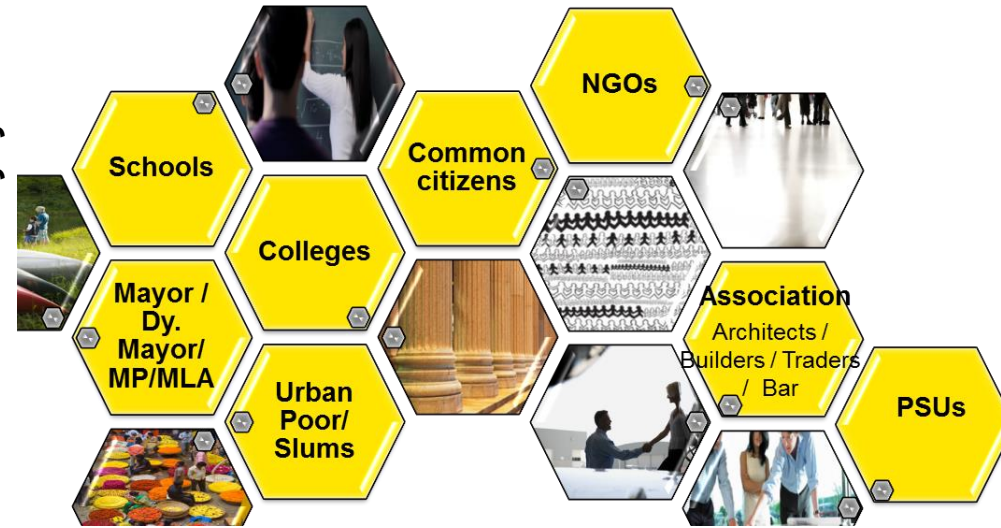 NGOs
Schools
Common
citizens
Colleges
Mayor /
Dy.
Mayor/
MP/MLA
Association
Architects /
Builders / Traders
/ Bar
Urban
Poor/
Slums
PSUs